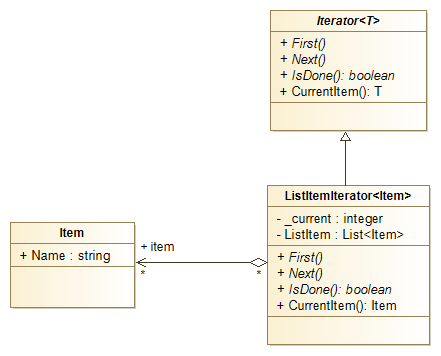 Iterator<T>
+ First()
+ Next()
+ IsDone(): boolean
+ CurrentItem(): T
ListItemIterator<Item>
- _current : integer
- ListItem : List<Item>
+ First()
+ Next()
+ IsDone(): boolean
+ CurrentItem(): Item
Item
+ Name : string
+ item
*
*